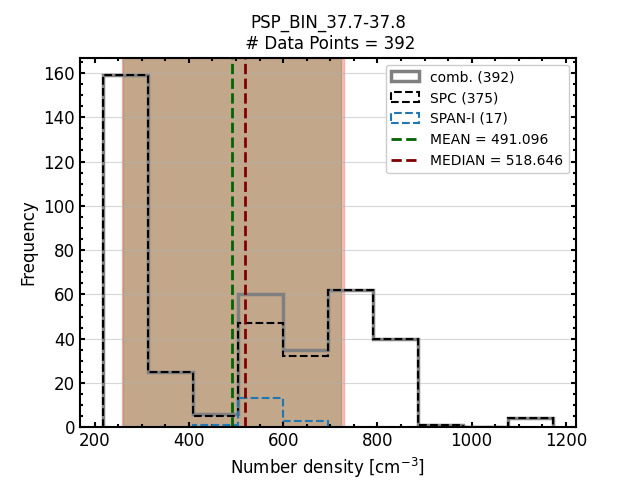 PSP_BIN_37.7-37.8
# Data Points = 392
comb. (392)
SPC (375)
SPAN-I (17)
MEAN = 491.096
MEDIAN = 518.646
Frequency
160
140
120
100
80
60
40
20
0
200 400 600 800 1000 1200
Number density [cm⁻³]